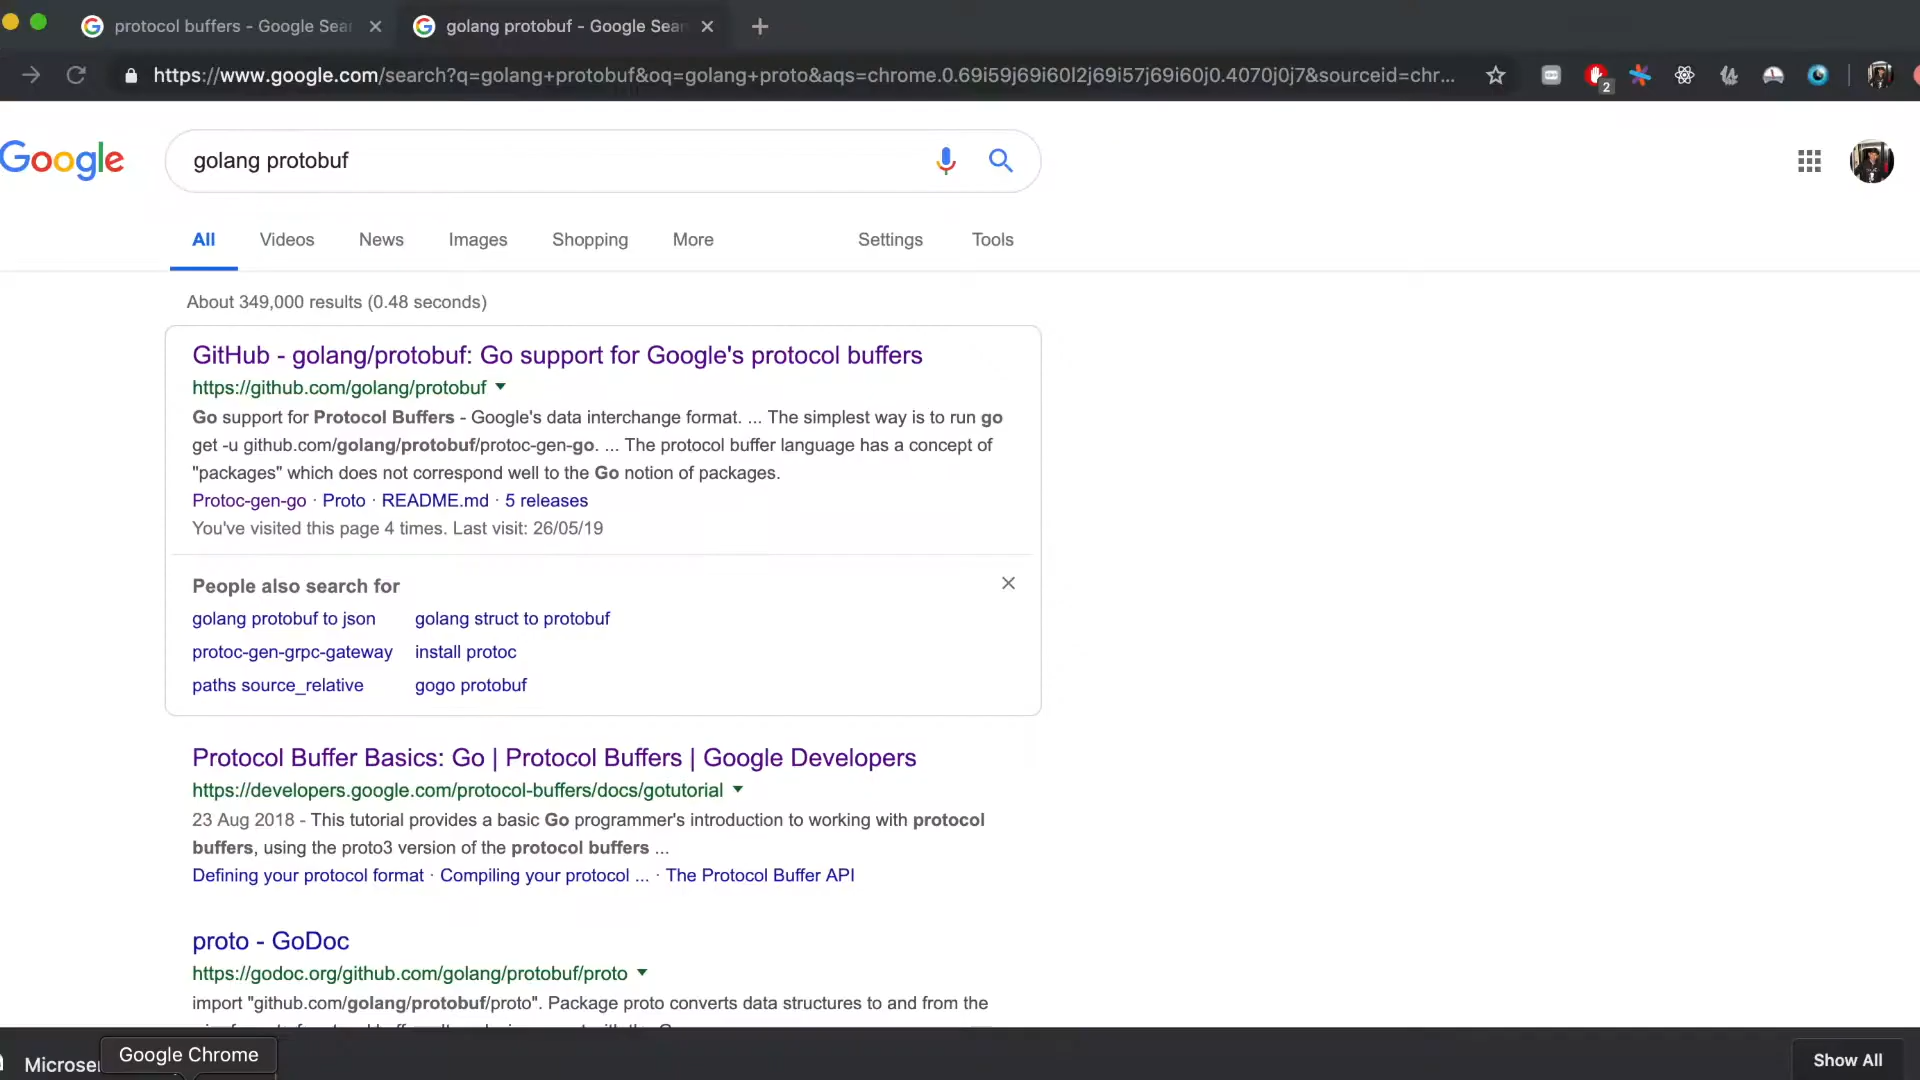 protocol buffers - Google Sear
golang protobuf - Google Sear
https://www.google.com/search?q=golang+protobuf&oq=golang+proto&aqs=chrome.0.69i59j69i60l2j69i57j69i60j0.4070j0j7&sourceid=chr...
2
Google
golang protobuf
All Videos News Images Shopping More Settings Tools
About 349,000 results (0.48 seconds)
GitHub - golang/protobuf: Go support for Google's protocol buffers
https://github.com/golang/protobuf
Go support for Protocol Buffers - Google's data interchange format. ... The simplest way is to run go
get -u github.com/golang/protobuf/protoc-gen-go. ... The protocol buffer language has a concept of
"packages" which does not correspond well to the Go notion of packages.
Protoc-gen-go · Proto · README.md · 5 releases
You've visited this page 4 times. Last visit: 26/05/19
People also search for
golang protobuf to json golang struct to protobuf
protoc-gen-grpc-gateway install protoc
paths source_relative gogo protobuf
Protocol Buffer Basics: Go | Protocol Buffers | Google Developers
https://developers.google.com/protocol-buffers/docs/gotutorial
23 Aug 2018 - This tutorial provides a basic Go programmer's introduction to working with protocol
buffers, using the proto3 version of the protocol buffers ...
Defining your protocol format · Compiling your protocol ... · The Protocol Buffer API
proto - GoDoc
https://godoc.org/github.com/golang/protobuf/proto
import "github.com/golang/protobuf/proto". Package proto converts data structures to and from the
Microser
Google Chrome
Show All